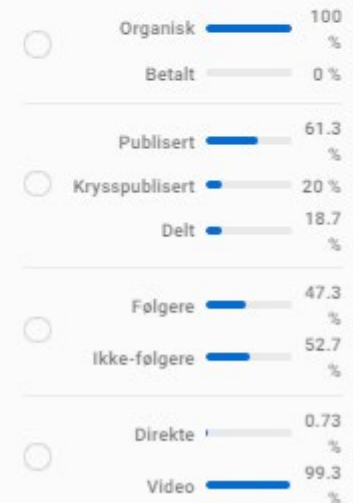 Organisk 100
%
Betalt 0 %
Publisert 61.3
%
Krysspublisert 20 %
Delt 18.7
%
Følgere 47.3
%
Ikke-følgere 52.7
%
Direkte 0.73
%
Video 99.3
%